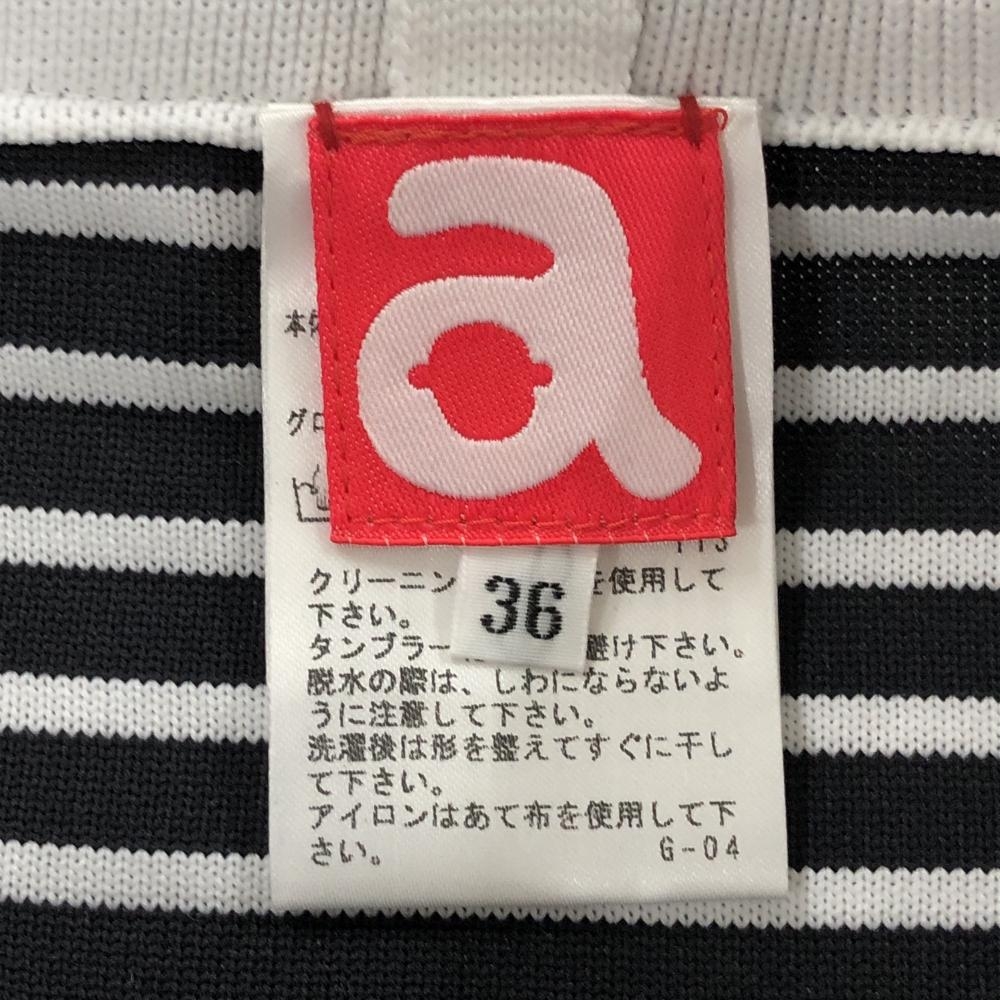 a
本
グロ
36
クリーニン を使用して
下さい。
タンブラー 避け下さい。
脱水の際は、しわにならないよ
うに注意して下さい。
洗濯後は形を整えてすぐに干し
て下さい。
アイロンはあて布を使用して下
さい。 G-04